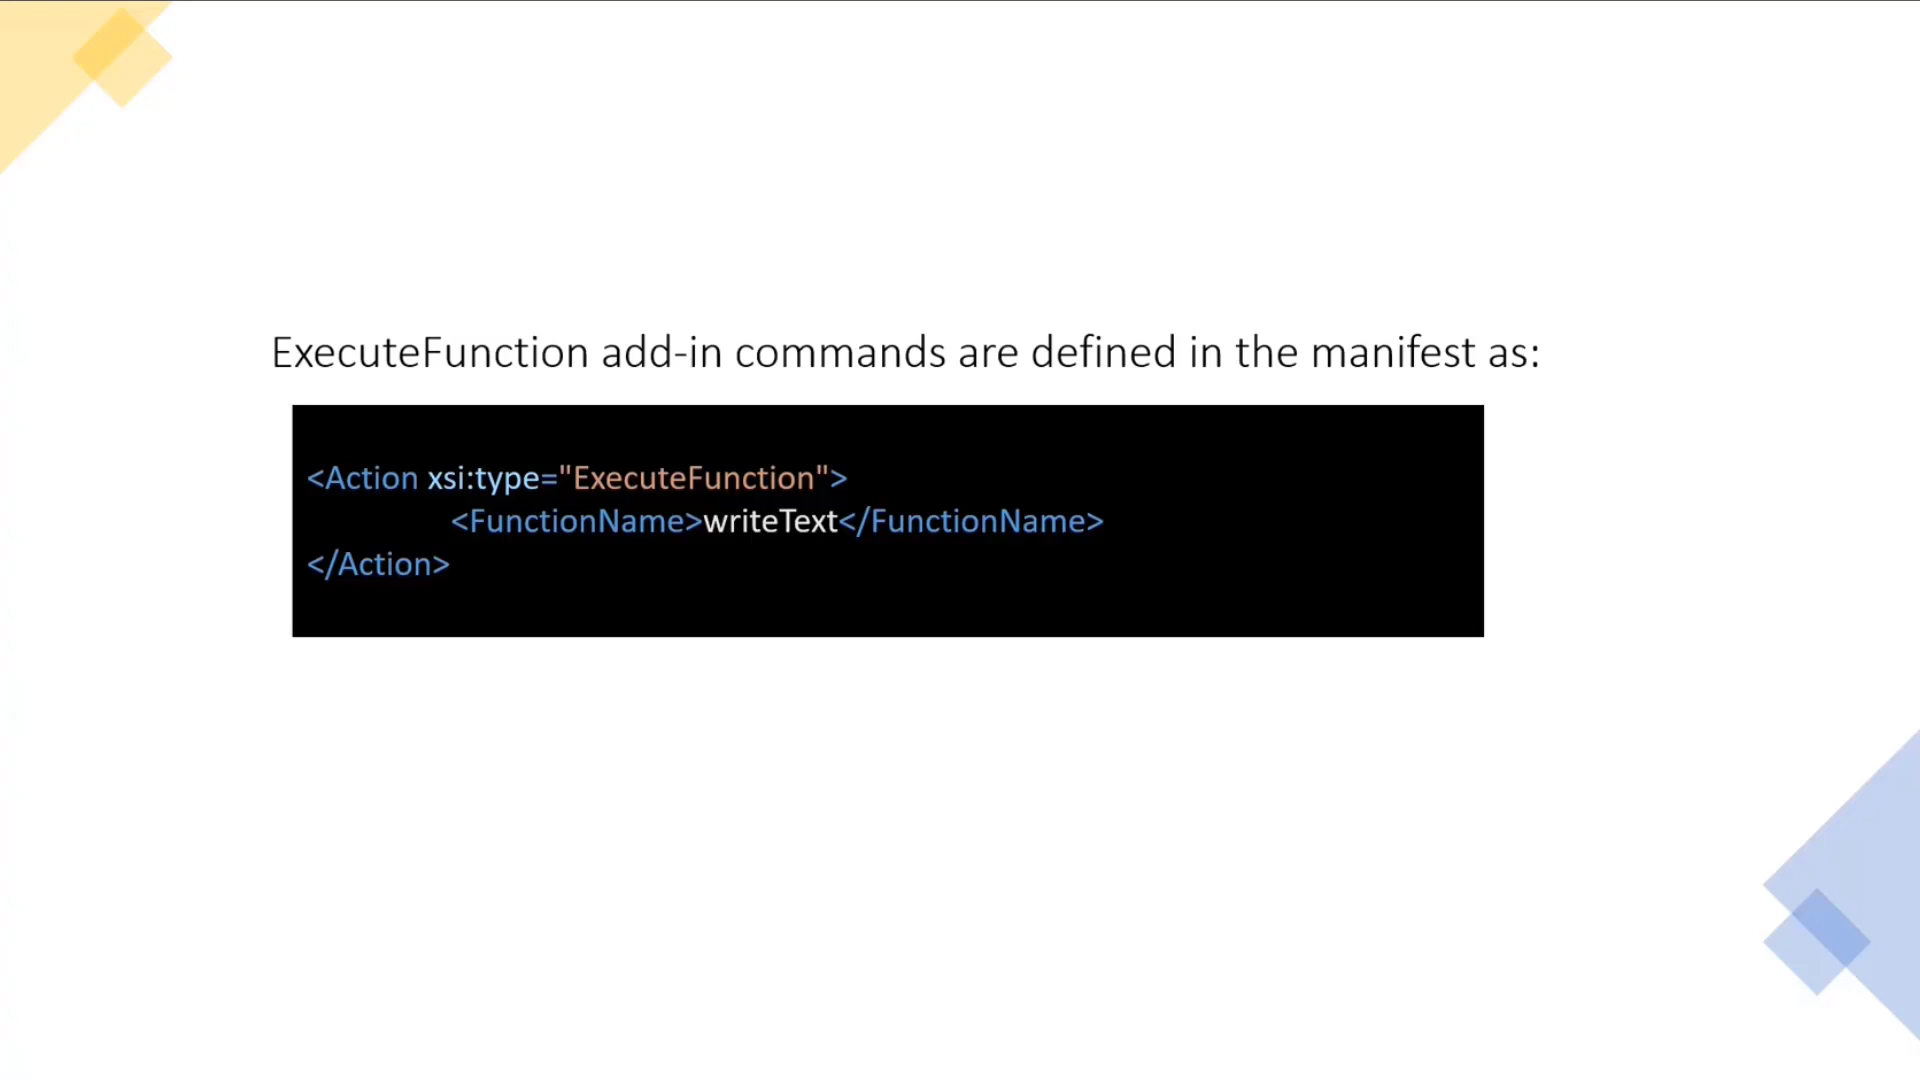 ExecuteFunction add-in commands are defined in the manifest as:
<Action xsi:type="ExecuteFunction">
<FunctionName>writeText</FunctionName>
</Action>